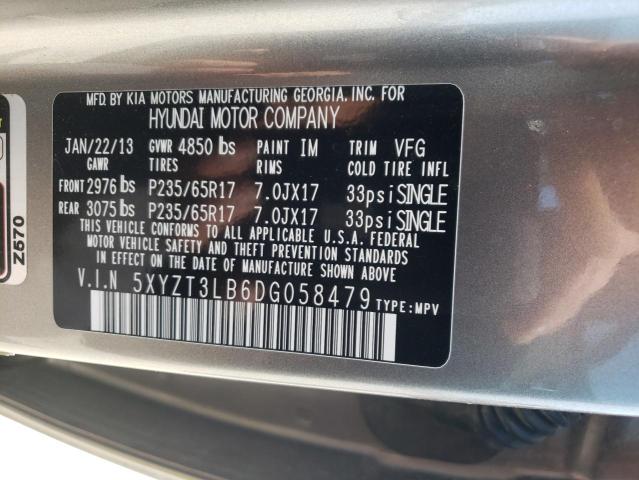 MFD. BY KIA MOTORS MANUFACTURING GEORGIA, INC. FOR
HYUNDAI MOTOR COMPANY
JAN/22/13 GVWR 4850 lbs PAINT IM TRIM VFG
GAWR TIRES RIMS COLD TIRE INFL
FRONT 2976 lbs P235/65R17 7.0JX17 33psi SINGLE
REAR 3075 lbs P235/65R17 7.0JX17 33psi SINGLE
THIS VEHICLE CONFORMS TO ALL APPLICABLE U.S.A. FEDERAL
MOTOR VEHICLE SAFETY AND THEFT PREVENTION STANDARDS
IN EFFECT ON THE DATE OF MANUFACTURE SHOWN ABOVE
V.I.N 5XYZT3LB6DG058479 TYPE:MPV
Z670